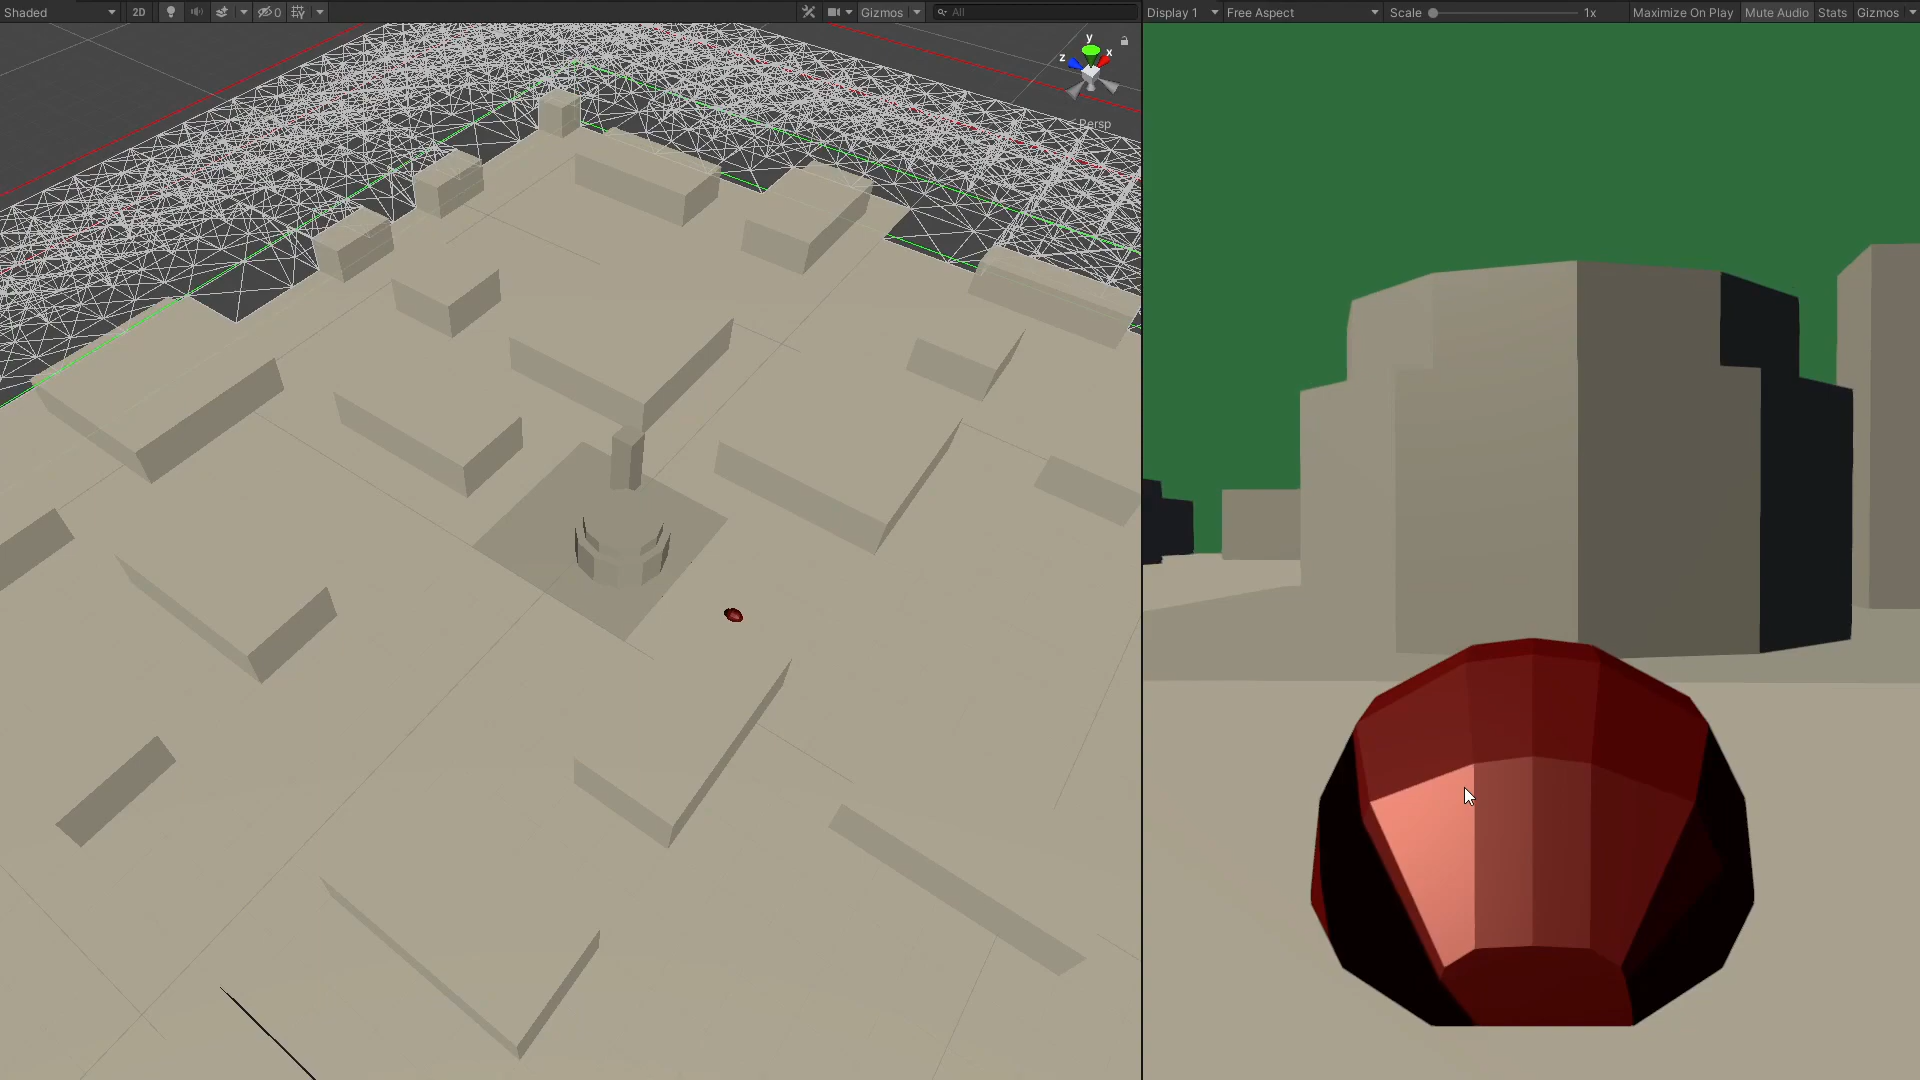 Shaded 2D 0 Gizmos All
y
x
z
Persp
Display 1 Free Aspect Scale 1x Maximize On Play Mute Audio Stats Gizmos